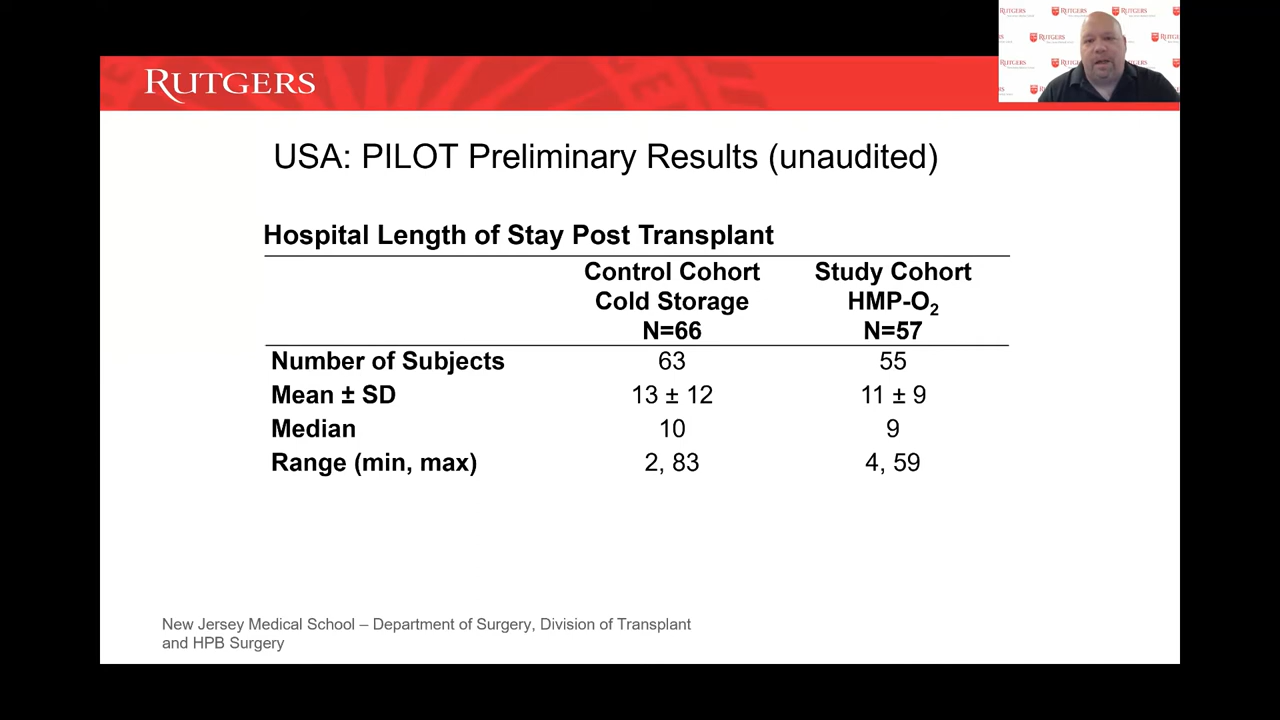 RUTGERS
USA: PILOT Preliminary Results (unaudited)
Hospital Length of Stay Post Transplant
Control Cohort Study Cohort
Cold Storage HMP-O₂
N=66 N=57
Number of Subjects 63 55
Mean ± SD 13 ± 12 11 ± 9
Median 10 9
Range (min, max) 2, 83 4, 59
New Jersey Medical School – Department of Surgery, Division of Transplant
and HPB Surgery
RUTGERS